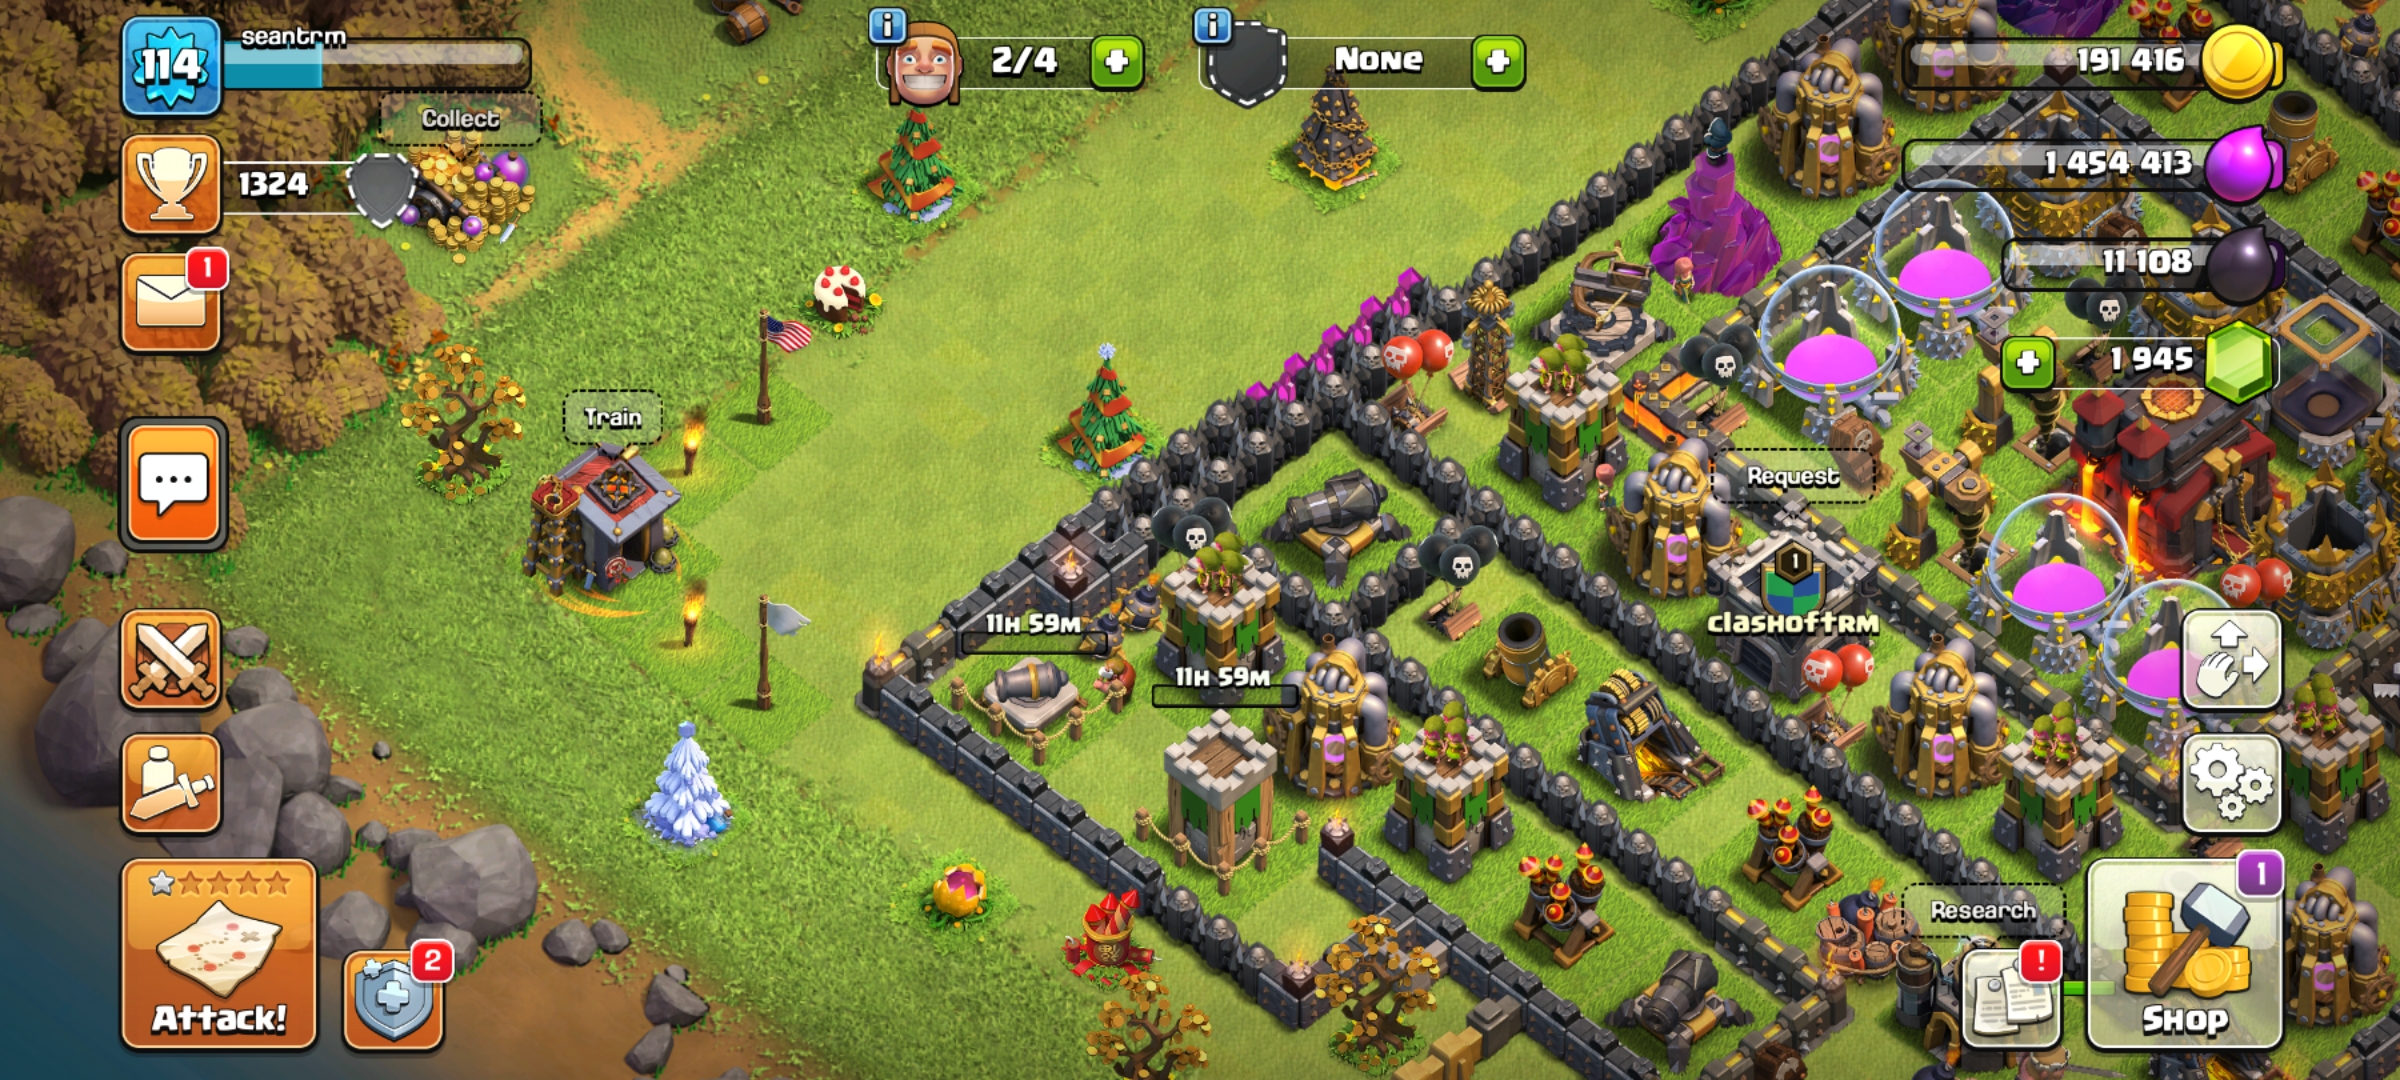 114
seantrm
2/4
None
191 416
Collect
1324
1 454 413
1
11 108
1 945
Train
Request
1
clashoftrm
11H 59M
11H 59M
Research
1
2
!
Attack!
Shop